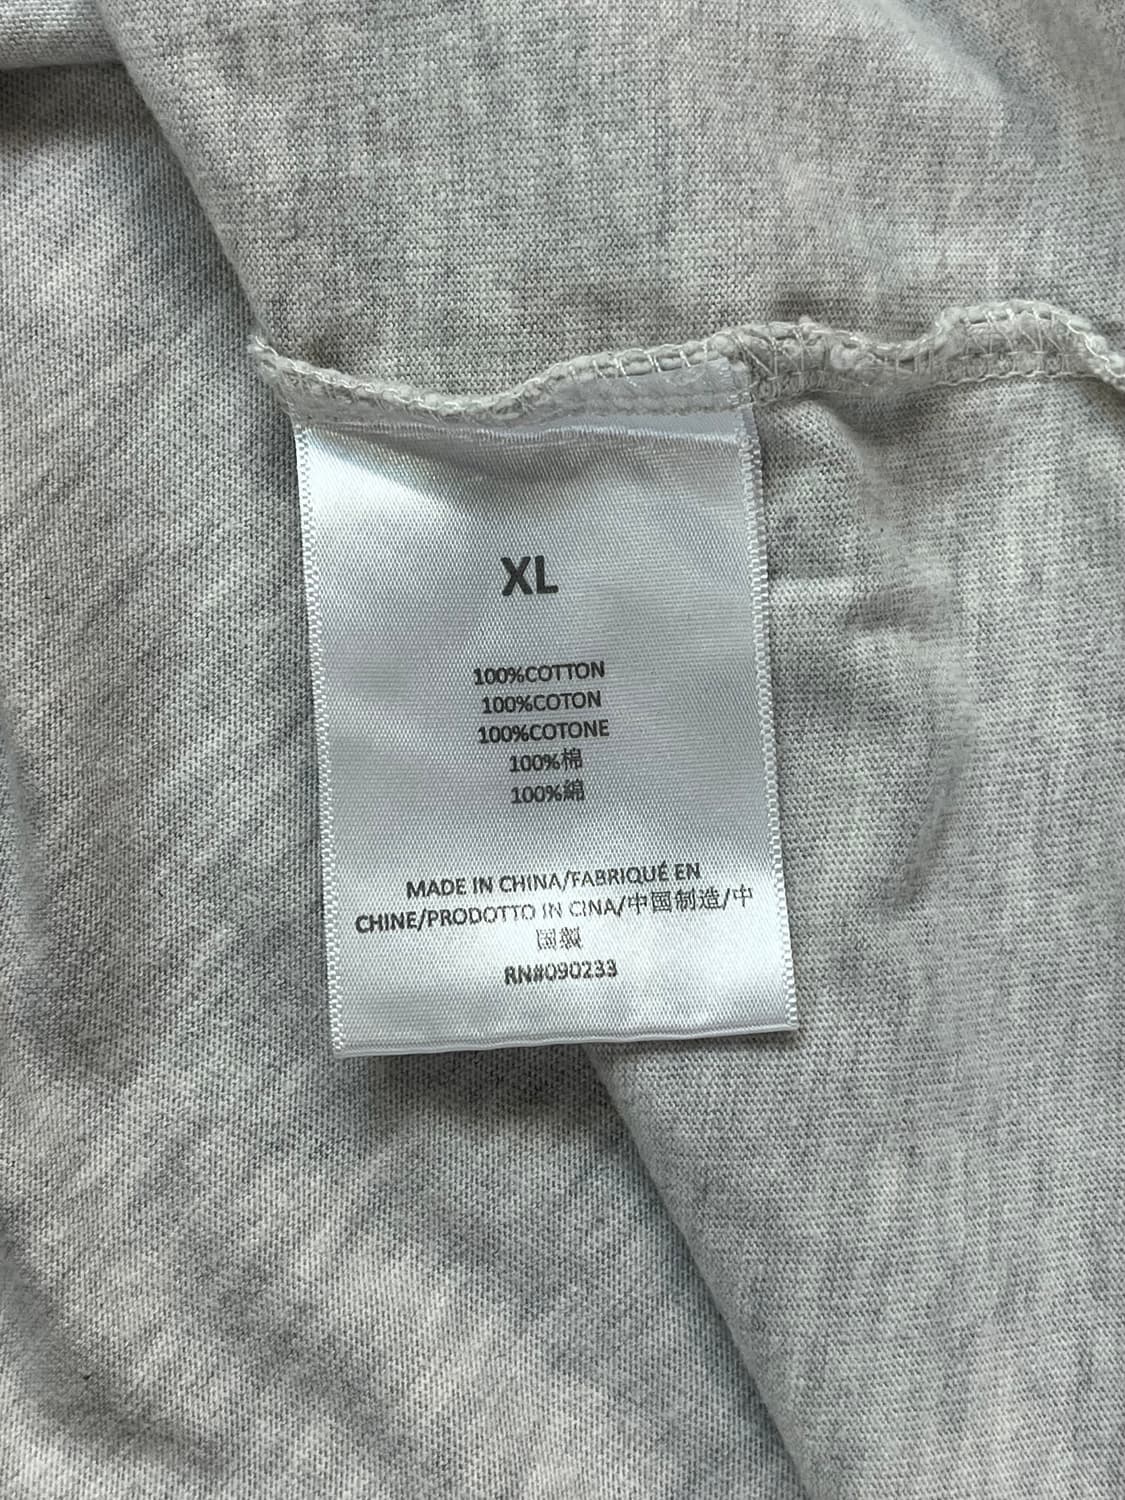 XL
100%COTTON
100%COTON
100%COTONE
100%棉
100%綿
MADE IN CHINA/FABRIQUÉ EN
CHINE/PRODOTTO IN CINA/中國制造/中
国製
RN#090233